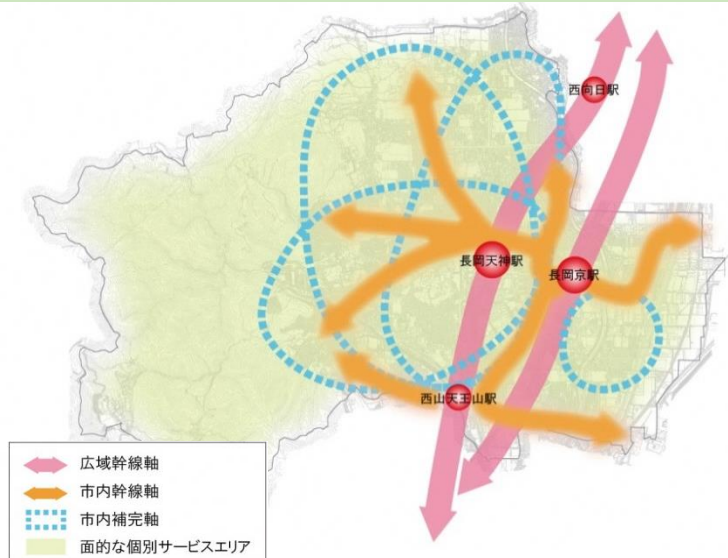 西向日駅
長岡天神駅
長岡京駅
西山天王山駅
広域幹線軸
市内幹線軸
市内補完軸
面的な個別サービスエリア